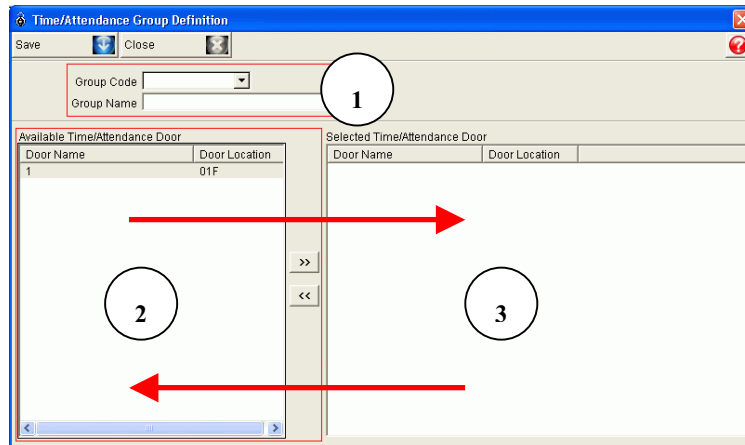 Time/Attendance Group Definition
Save Close
Group Code
Group Name
1
Available Time/Attendance Door
Door Name Door Location
1 01F
Selected Time/Attendance Door
Door Name Door Location
>>
<<
2
3